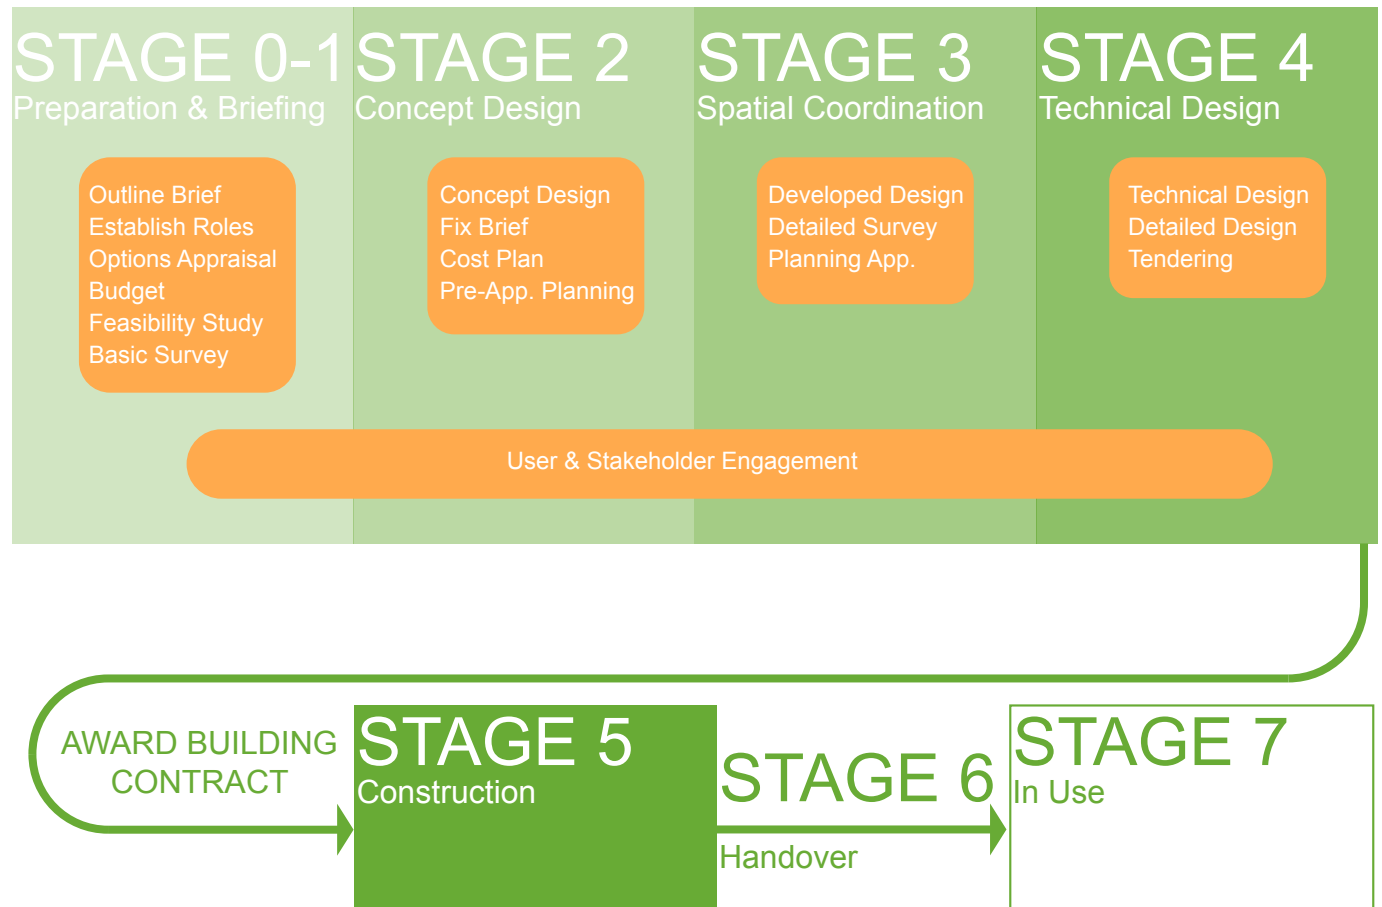 STAGE 0-1
Preparation & Briefing
Outline Brief
Establish Roles
Options Appraisal
Budget
Feasibility Study
Basic Survey
STAGE 2
Concept Design
Concept Design
Fix Brief
Cost Plan
Pre-App. Planning
STAGE 3
Spatial Coordination
Developed Design
Detailed Survey
Planning App.
STAGE 4
Technical Design
Technical Design
Detailed Design
Tendering
User & Stakeholder Engagement
AWARD BUILDING
CONTRACT
STAGE 5
Construction
STAGE 6
Handover
STAGE 7
In Use